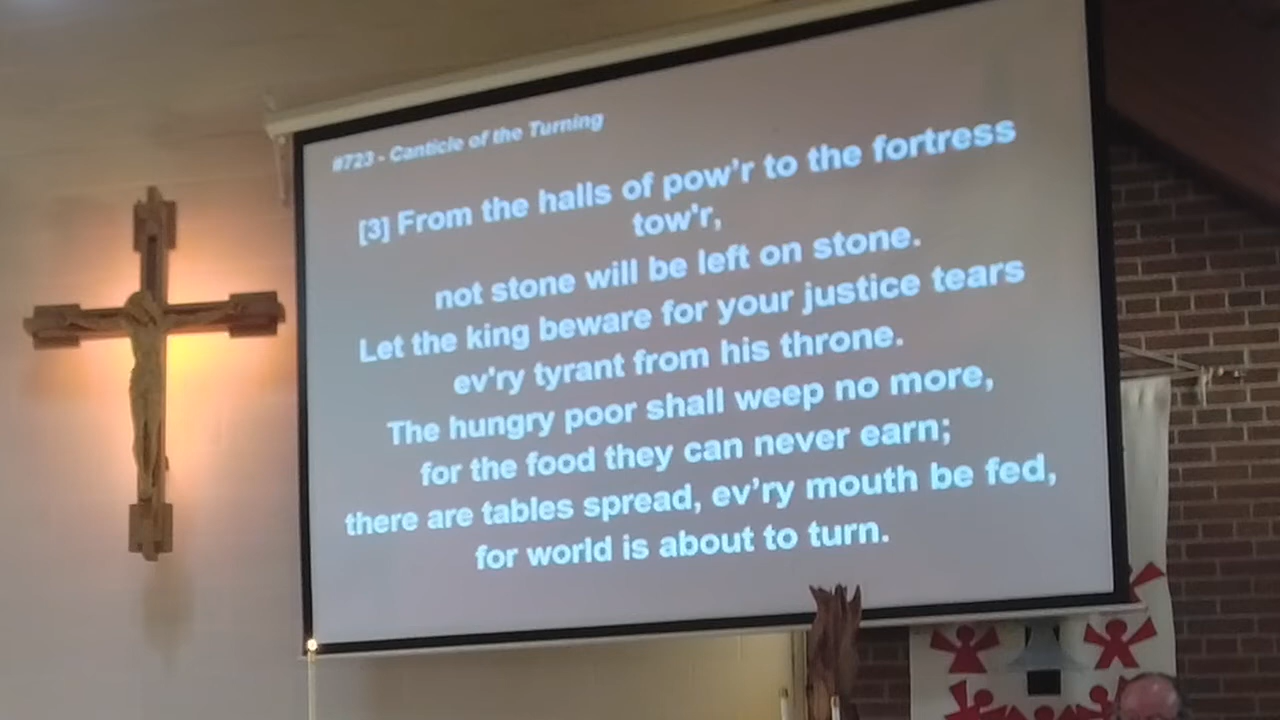 #723 - Canticle of the Turning
[3] From the halls of pow'r to the fortress
tow'r,
not stone will be left on stone.
Let the king beware for your justice tears
ev'ry tyrant from his throne.
The hungry poor shall weep no more,
for the food they can never earn;
there are tables spread, ev’ry mouth be fed,
for world is about to turn.